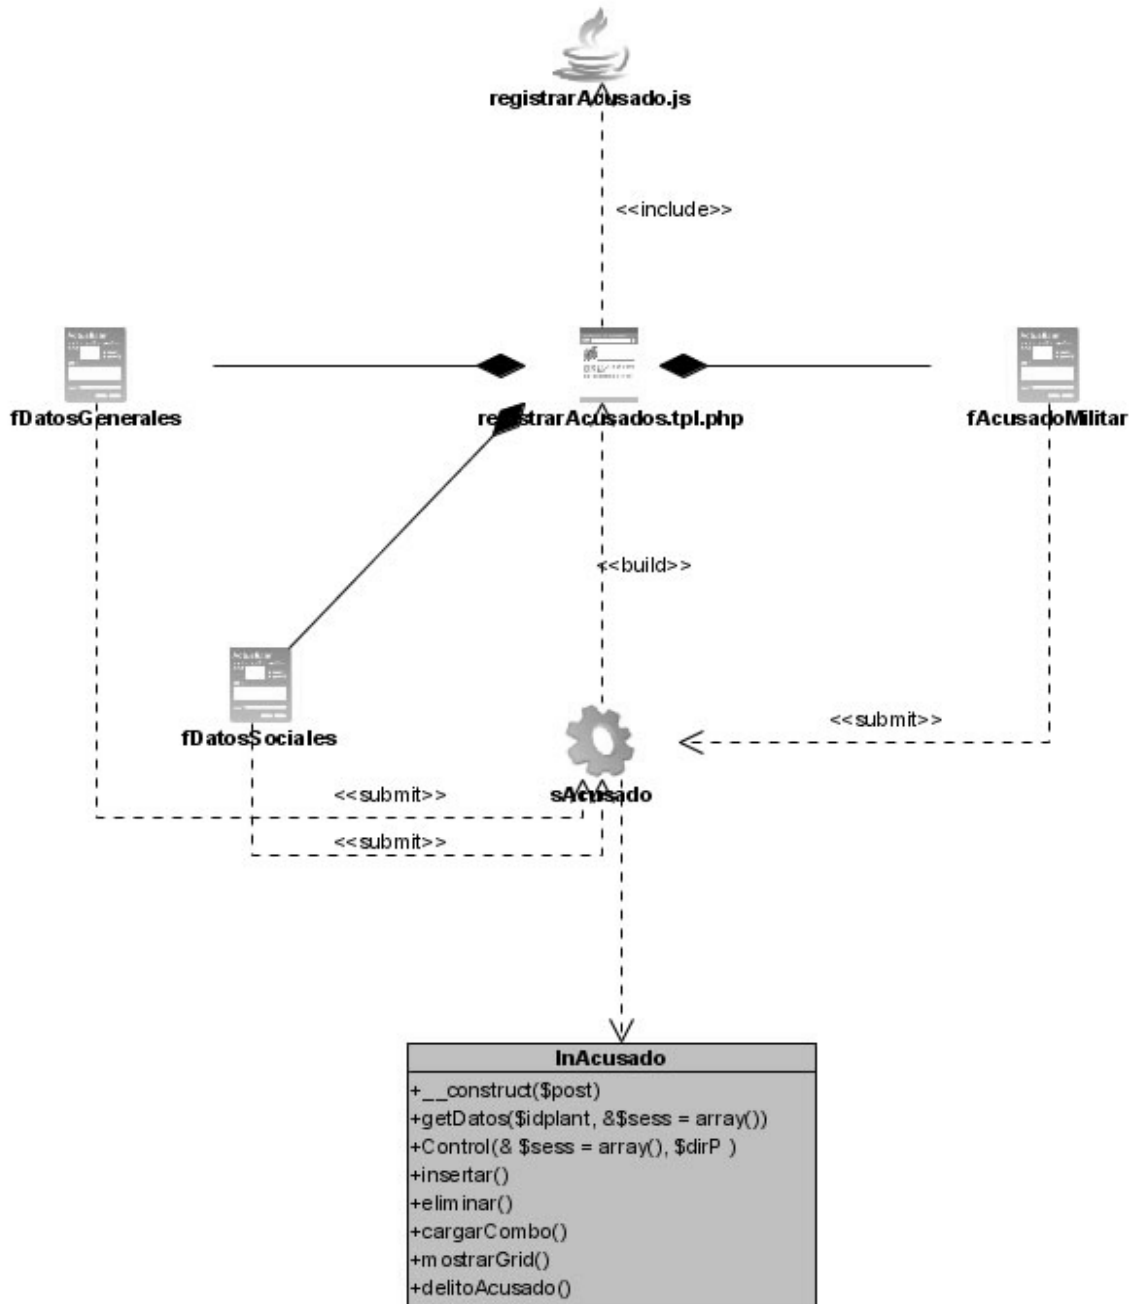 registrarAcusado.js
<<include>>
fDatosGenerales
registrarAcusados.tpl.php
fAcusadoMilitar
<<build>>
fDatosSociales
<<submit>>
sAcusado
<<submit>>
<<submit>>
lnAcusado
+__construct($post)
+getDatos($idplant, &$sess = array())
+Control(& $sess = array(), $dirP )
+insertar()
+eliminar()
+cargarCombo()
+mostrarGrid()
+delitoAcusado()